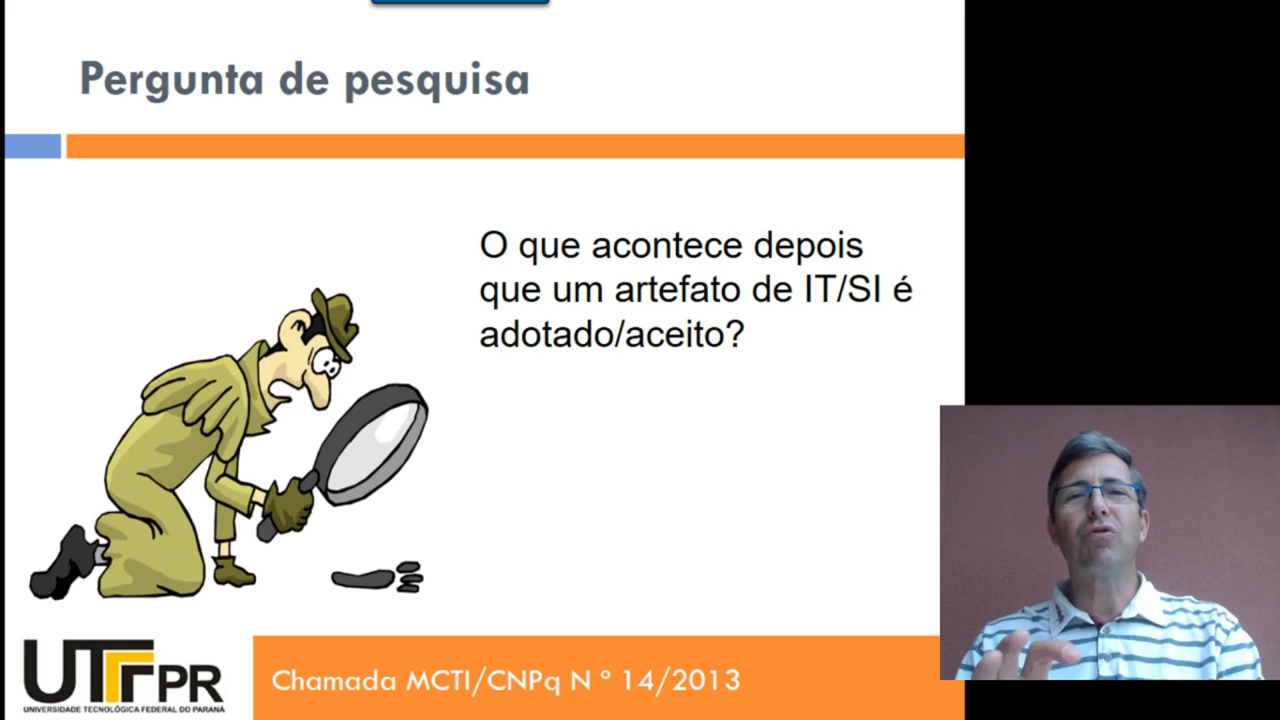 Pergunta de pesquisa
O que acontece depois
que um artefato de IT/SI é
adotado/aceito?
UTFPR
UNIVERSIDADE TECNOLÓGICA FEDERAL DO PARANÁ
Chamada MCTI/CNPq N º 14/2013